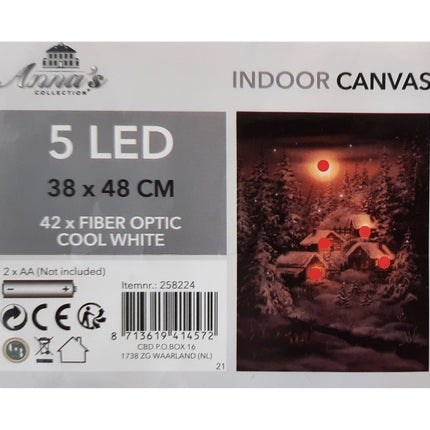 Anna's
COLLECTION
INDOOR CANVAS
5 LED
38 x 48 CM
42 x FIBER OPTIC
COOL WHITE
2 x AA (Not included)
Itemnr.: 258224
8 713619 414572
CBD P.O.BOX 16
1738 ZG WAARLAND (NL)
21